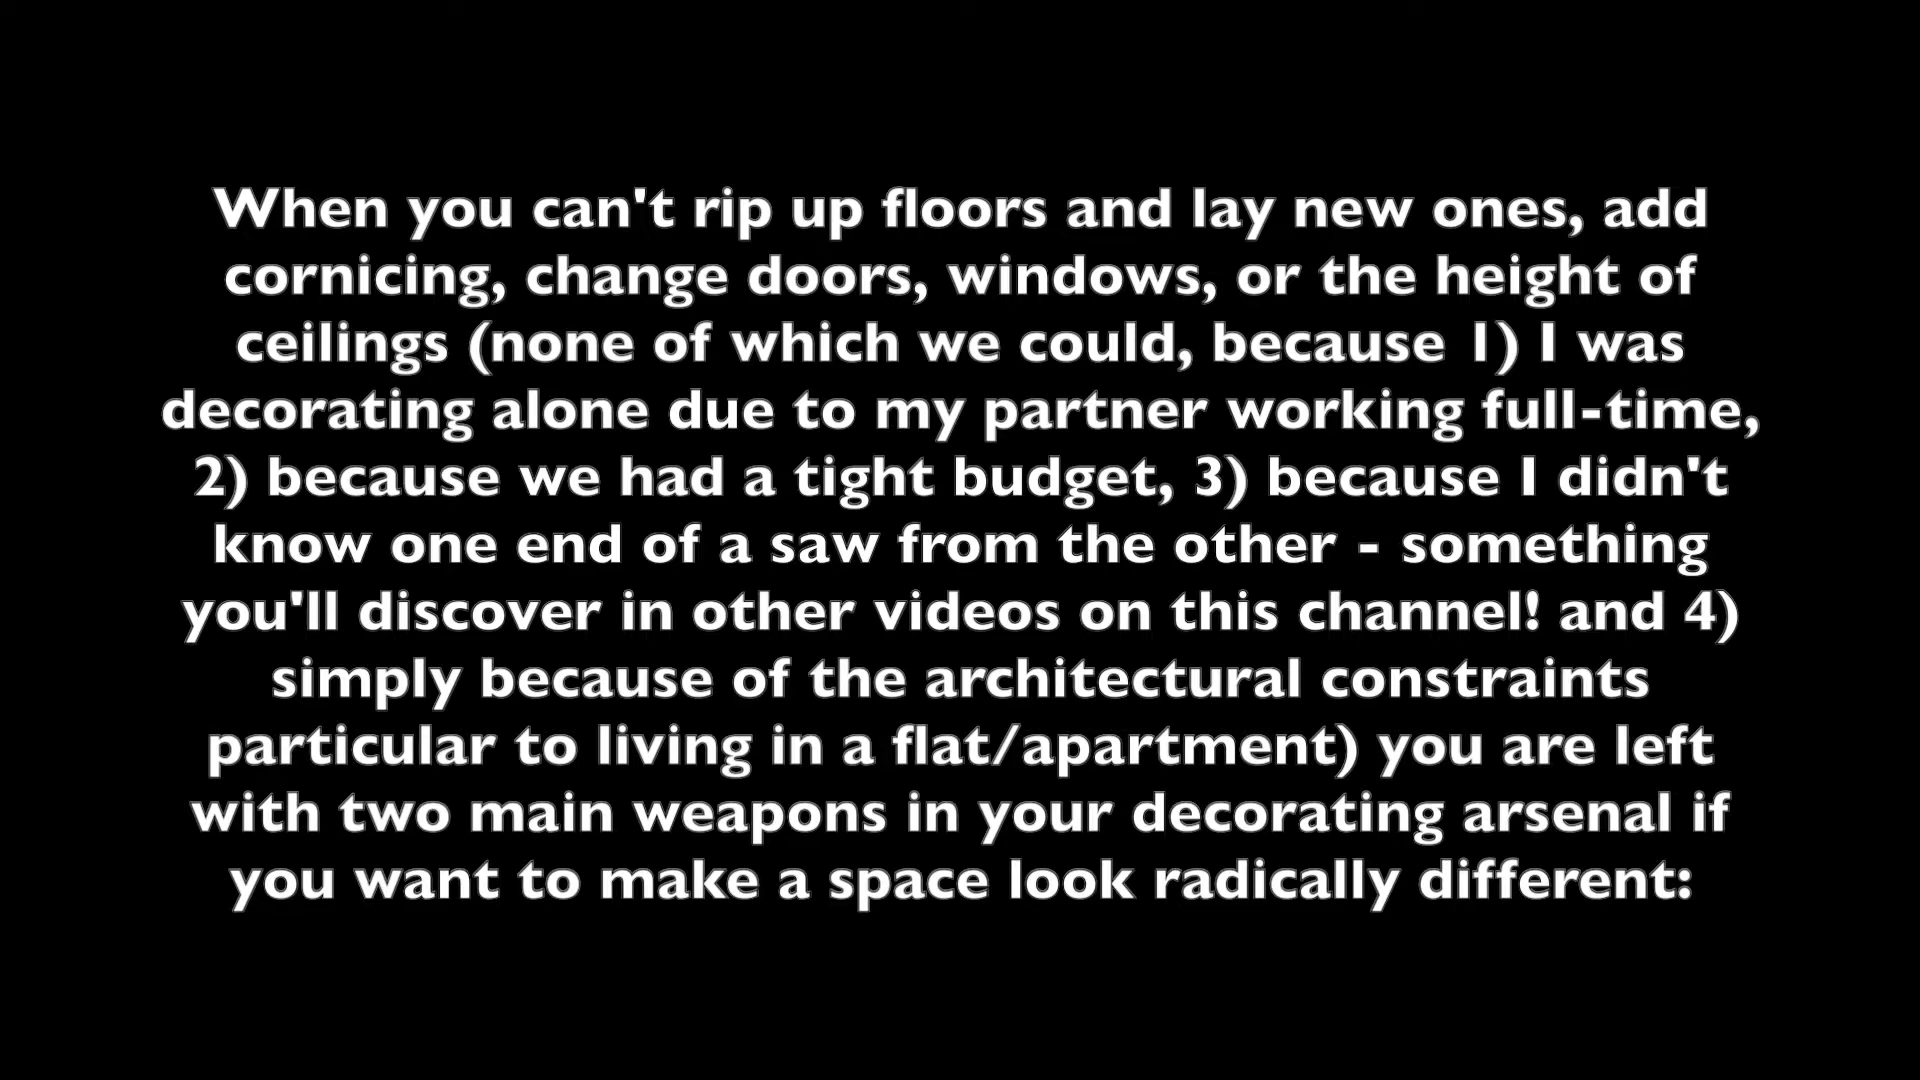 When you can't rip up floors and lay new ones, add
cornicing, change doors, windows, or the height of
ceilings (none of which we could, because 1) I was
decorating alone due to my partner working full-time,
2) because we had a tight budget, 3) because I didn't
know one end of a saw from the other - something
you'll discover in other videos on this channel! and 4)
simply because of the architectural constraints
particular to living in a flat/apartment) you are left
with two main weapons in your decorating arsenal if
you want to make a space look radically different: